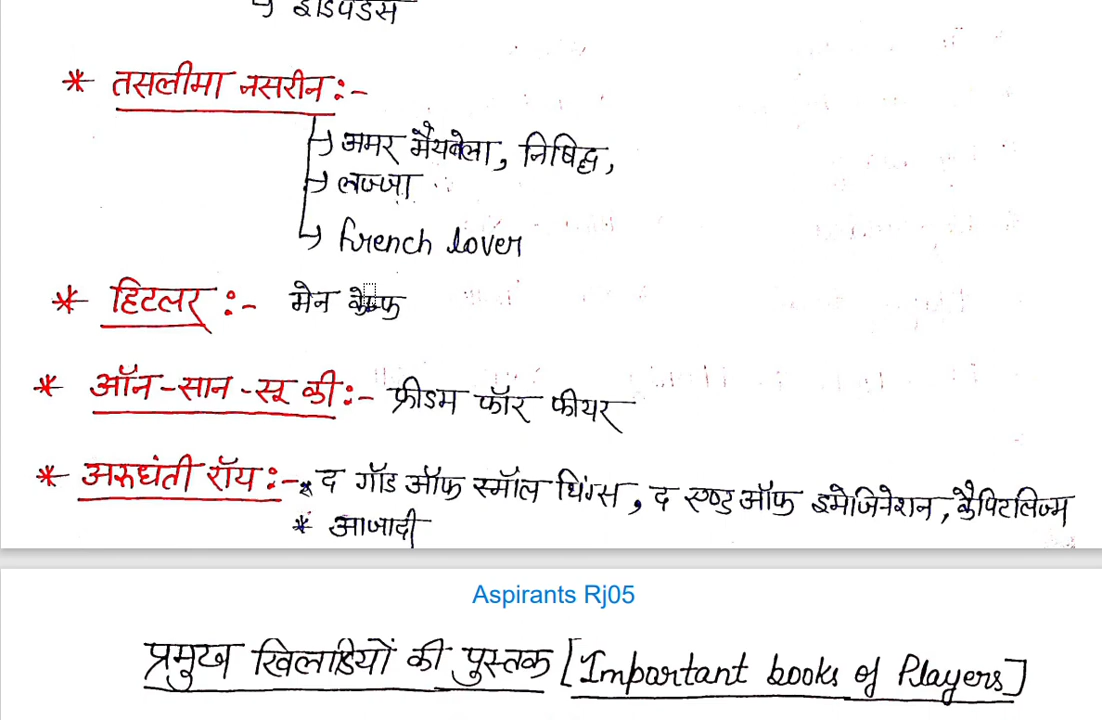 ↳ इंडिपेंडेंस
* तसलीमा नसरीन :-
→ अमर मैयबेला, निषिद्ध,
→ लज्जा
↳ french lover
* हिटलर :- मेन कैम्फ
* ऑन-सान-सू की :- फ्रीडम फॉर फीयर
* अरुधंती रॉय :- * द गॉड ऑफ स्मॉल थिंग्स, द एण्ड ऑफ इमेजिनेशन, कैपिटलिज्म
* आजादी
Aspirants Rj05
प्रमुख खिलाडियों की पुस्तक [Important books of Players]